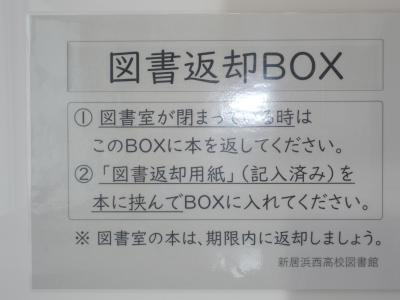 図書返却BOX
① 図書室が閉まっている時は
このBOXに本を返してください。
② 「図書返却用紙」（記入済み）を
本に挟んでBOXに入れてください。
※ 図書室の本は、期限内に返却しましょう。
新居浜西高校図書館